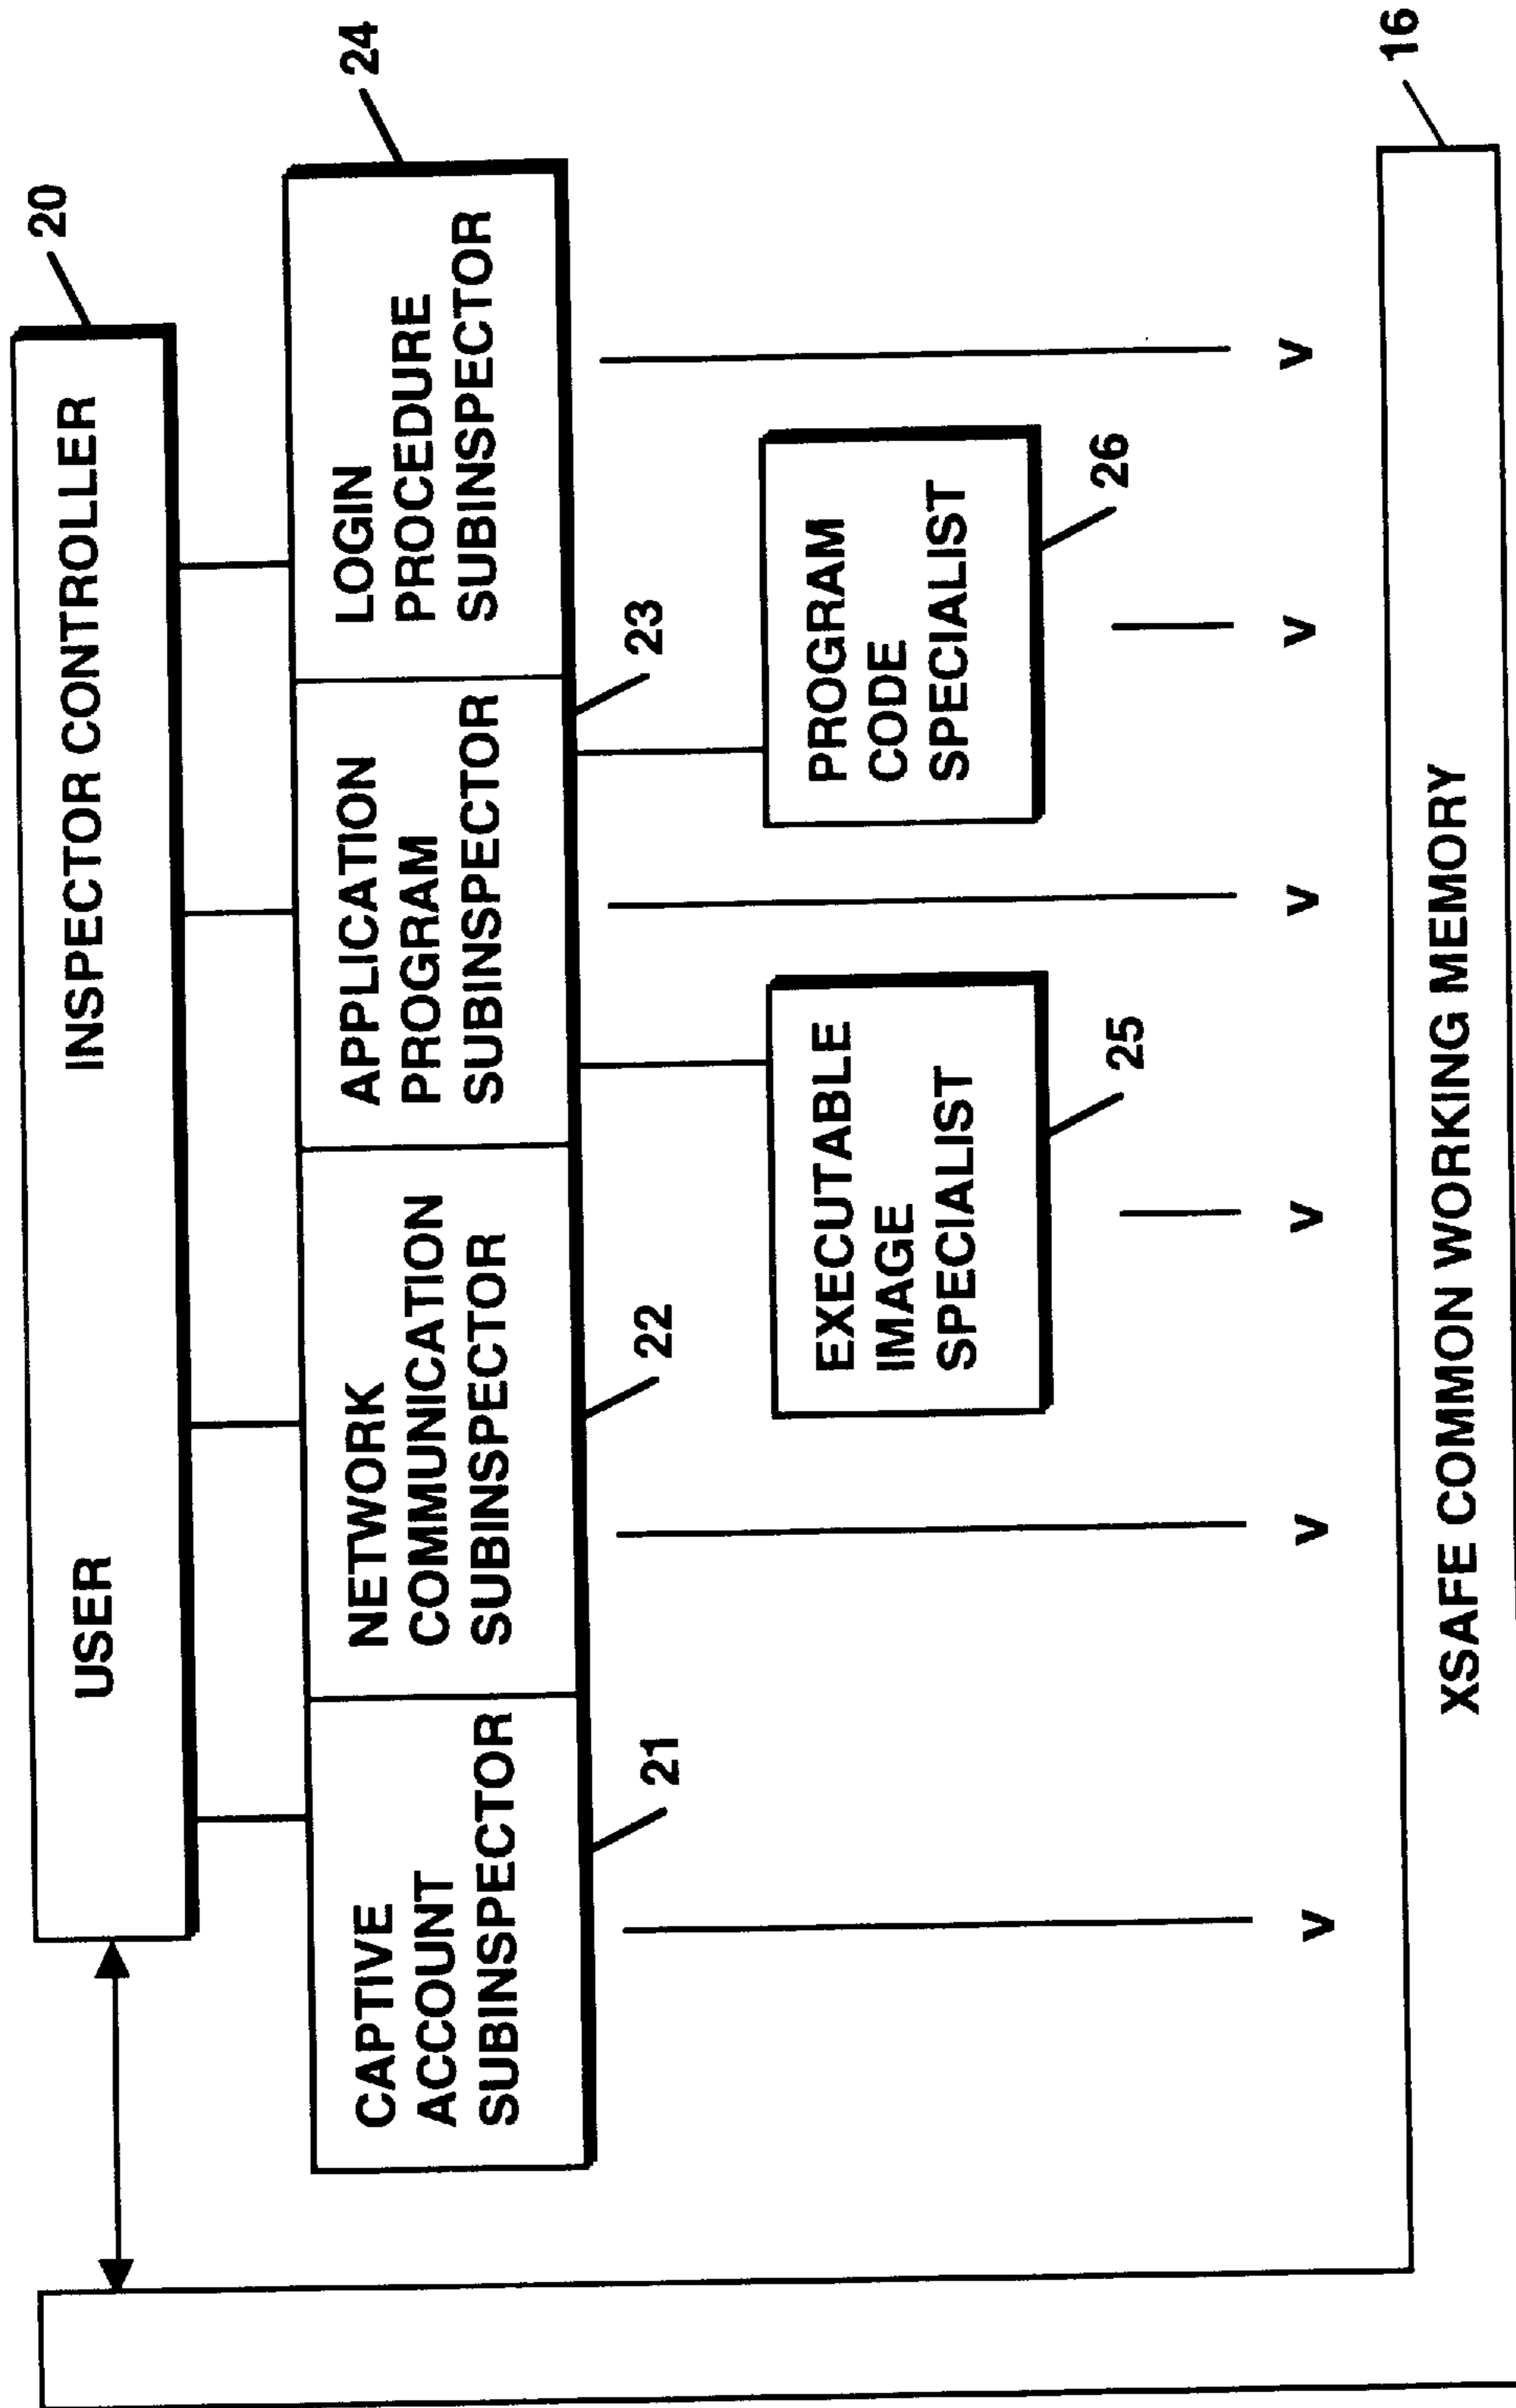 20
USER INSPECTOR CONTROLLER
24
CAPTIVE
ACCOUNT
SUBINSPECTOR
NETWORK
COMMUNICATION
SUBINSPECTOR
APPLICATION
PROGRAM
SUBINSPECTOR
LOGIN
PROCEDURE
SUBINSPECTOR
21
22
23
EXECUTABLE
IMAGE
SPECIALIST
PROGRAM
CODE
SPECIALIST
25
26
V V V V V V
16
XSAFE COMMON WORKING MEMORY